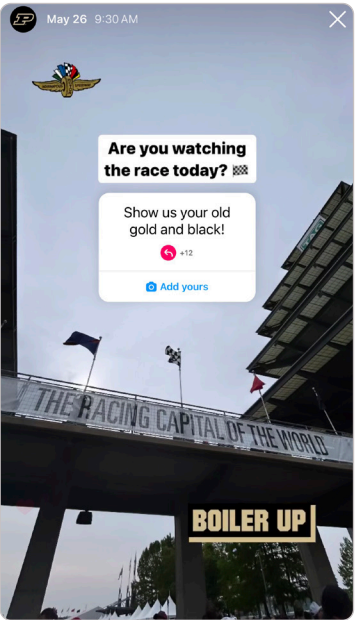 May 26 9:30 AM
Are you watching
the race today? 🏁
Show us your old
gold and black!
+12
Add yours
THE RACING CAPITAL OF THE WORLD
BOILER UP